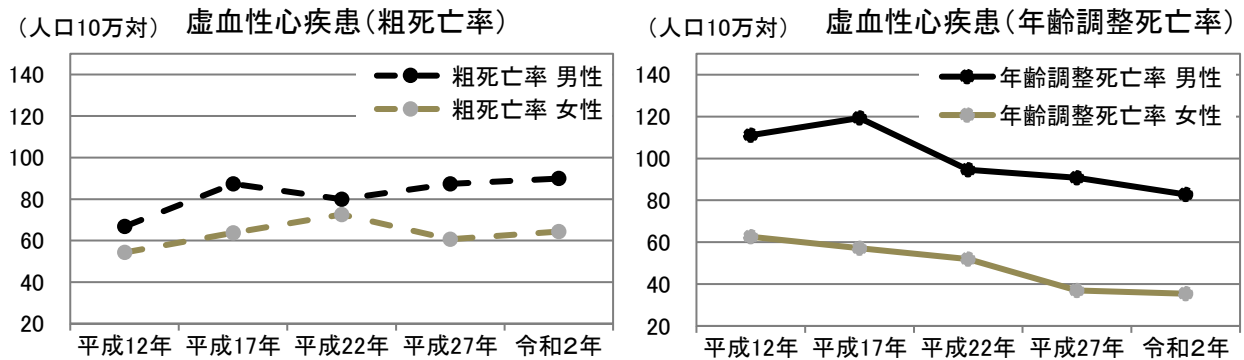 （人口10万対） 虚血性心疾患（粗死亡率）
140
120
100
80
60
40
20
粗死亡率 男性
粗死亡率 女性
平成12年 平成17年 平成22年 平成27年 令和2年
（人口10万対） 虚血性心疾患（年齢調整死亡率）
140
120
100
80
60
40
20
年齢調整死亡率 男性
年齢調整死亡率 女性
平成12年 平成17年 平成22年 平成27年 令和2年